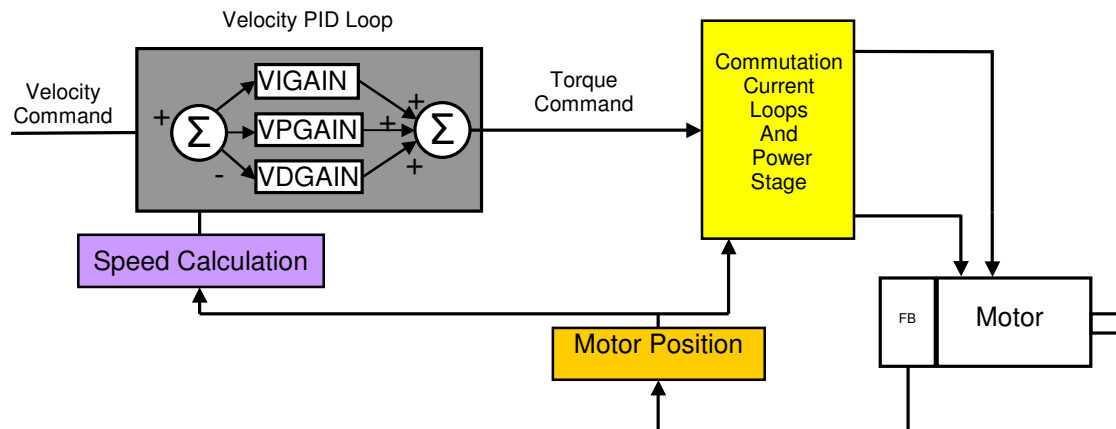 Velocity PID Loop
Velocity
Command
+
Σ
-
VIGAIN
VPGAIN
VDGAIN
+
+
+
Σ
Torque
Command
Commutation
Current
Loops
And
Power
Stage
Speed Calculation
Motor Position
FB
Motor